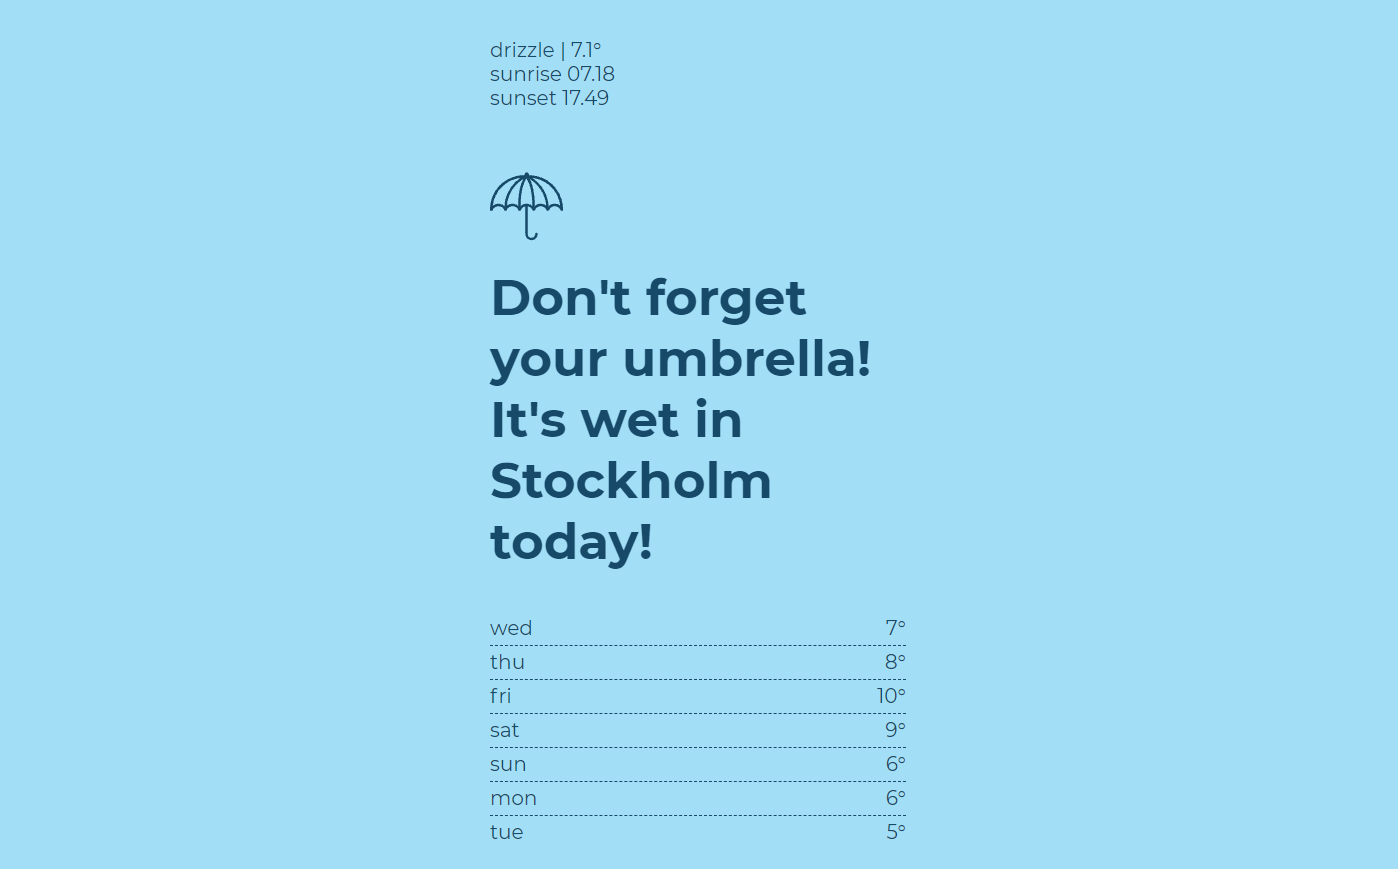 drizzle | 7.1°
sunrise 07.18
sunset 17.49
Don't forget
your umbrella!
It's wet in
Stockholm
today!
wed 7°
thu 8°
fri 10°
sat 9°
sun 6°
mon 6°
tue 5°